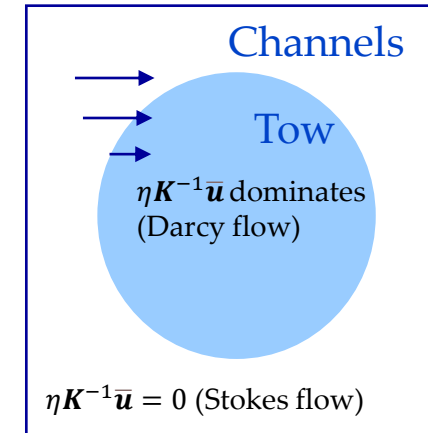 Channels
Tow
η𝑲⁻¹ū dominates
(Darcy flow)
η𝑲⁻¹ū = 0 (Stokes flow)